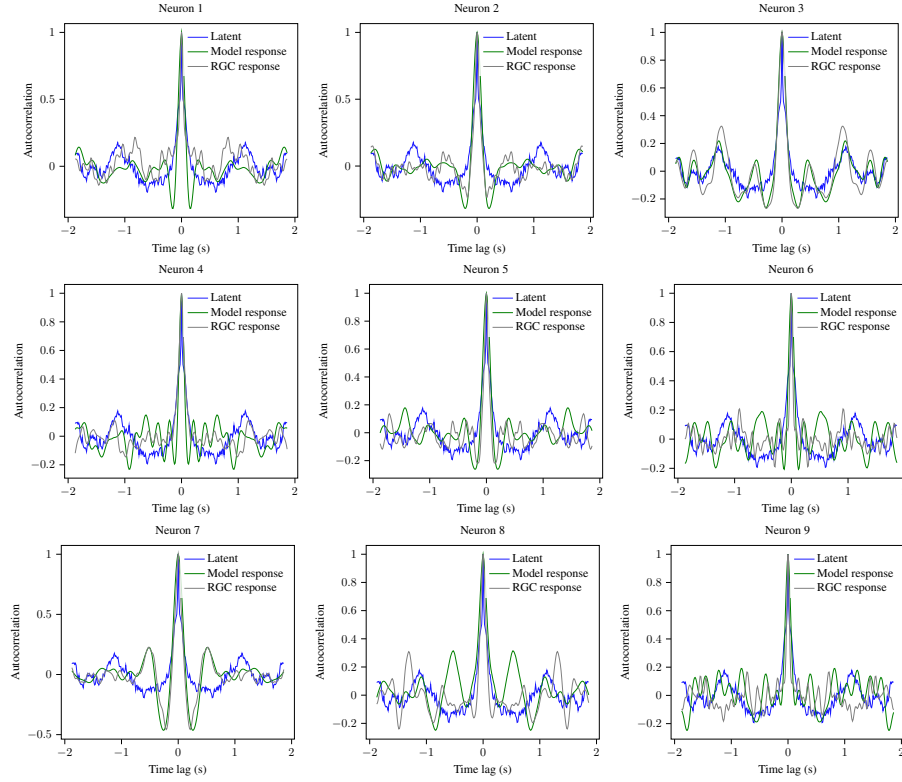 Neuron 1
Neuron 2
Neuron 3
1
0.5
0
Autocorrelation
Latent
Model response
RGC response
−2
−1
0
1
2
Time lag (s)
1
0.5
0
Autocorrelation
Latent
Model response
RGC response
−2
−1
0
1
2
Time lag (s)
1
0.8
0.6
0.4
0.2
0
−0.2
Autocorrelation
Latent
Model response
RGC response
−2
−1
0
1
2
Time lag (s)
Neuron 4
Neuron 5
Neuron 6
1
0.8
0.6
0.4
0.2
0
−0.2
Autocorrelation
Latent
Model response
RGC response
−2
−1
0
1
2
Time lag (s)
1
0.8
0.6
0.4
0.2
0
−0.2
Autocorrelation
Latent
Model response
RGC response
−2
−1
0
1
2
Time lag (s)
1
0.8
0.6
0.4
0.2
0
−0.2
Autocorrelation
Latent
Model response
RGC response
−2
−1
0
1
Time lag (s)
Neuron 7
Neuron 8
Neuron 9
1
0.5
0
−0.5
Autocorrelation
Latent
Model response
RGC response
−2
−1
0
1
2
Time lag (s)
1
0.8
0.6
0.4
0.2
0
−0.2
Autocorrelation
Latent
Model response
RGC response
−2
−1
0
1
2
Time lag (s)
1
0.8
0.6
0.4
0.2
0
−0.2
Autocorrelation
Latent
Model response
RGC response
−2
−1
0
1
2
Time lag (s)